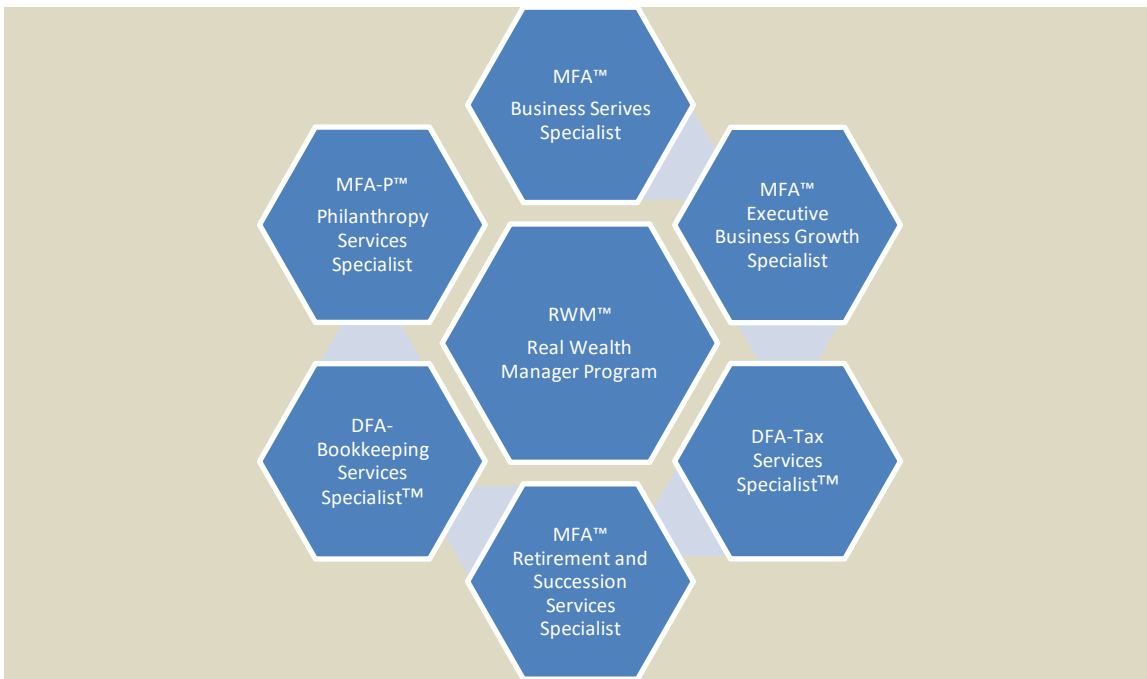 MFA™
Business Serives
Specialist
MFA-P™
Philanthropy
Services
Specialist
MFA™
Executive
Business Growth
Specialist
RWM™
Real Wealth
Manager Program
DFA-
Bookkeeping
Services
Specialist™
DFA-Tax
Services
Specialist™
MFA™
Retirement and
Succession
Services
Specialist